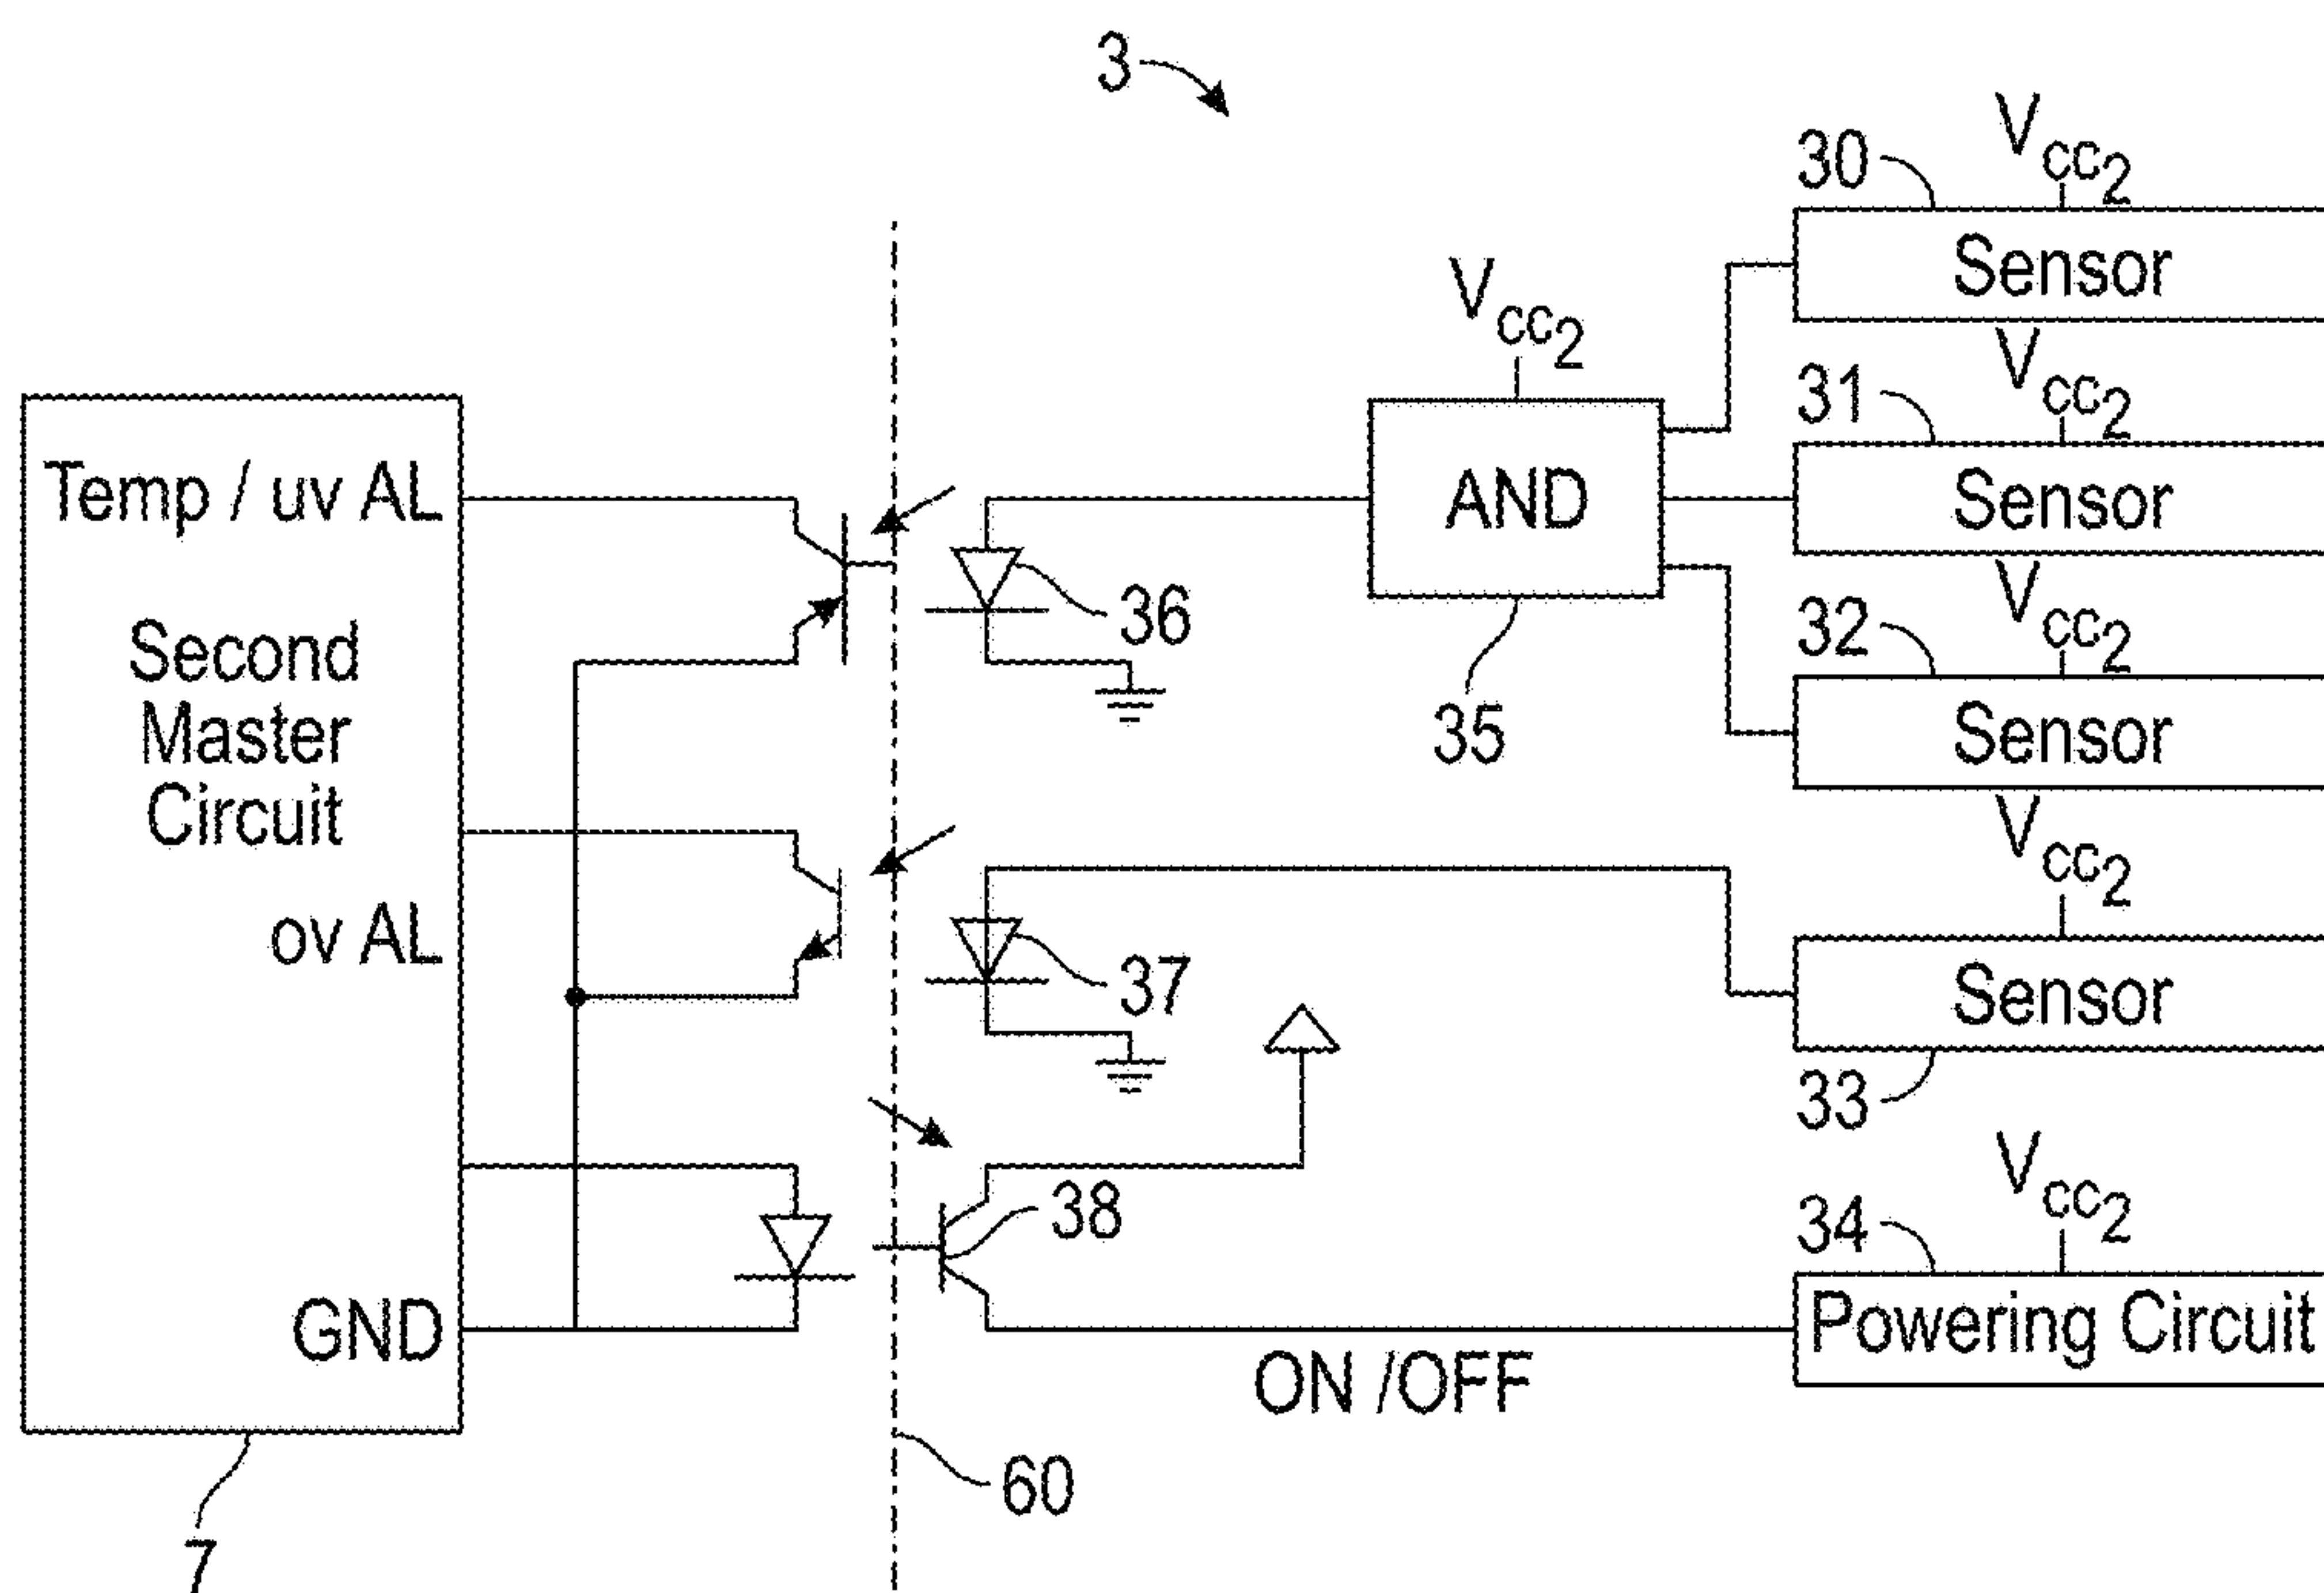 3
30
Vcc2
Sensor
Vcc2
31
Vcc2
Sensor
AND
35
32
Vcc2
Sensor
Temp / uv AL
Second
Master
Circuit
ov AL
GND
7
36
37
38
60
Vcc2
Sensor
33
34
Vcc2
Powering Circuit
ON /OFF